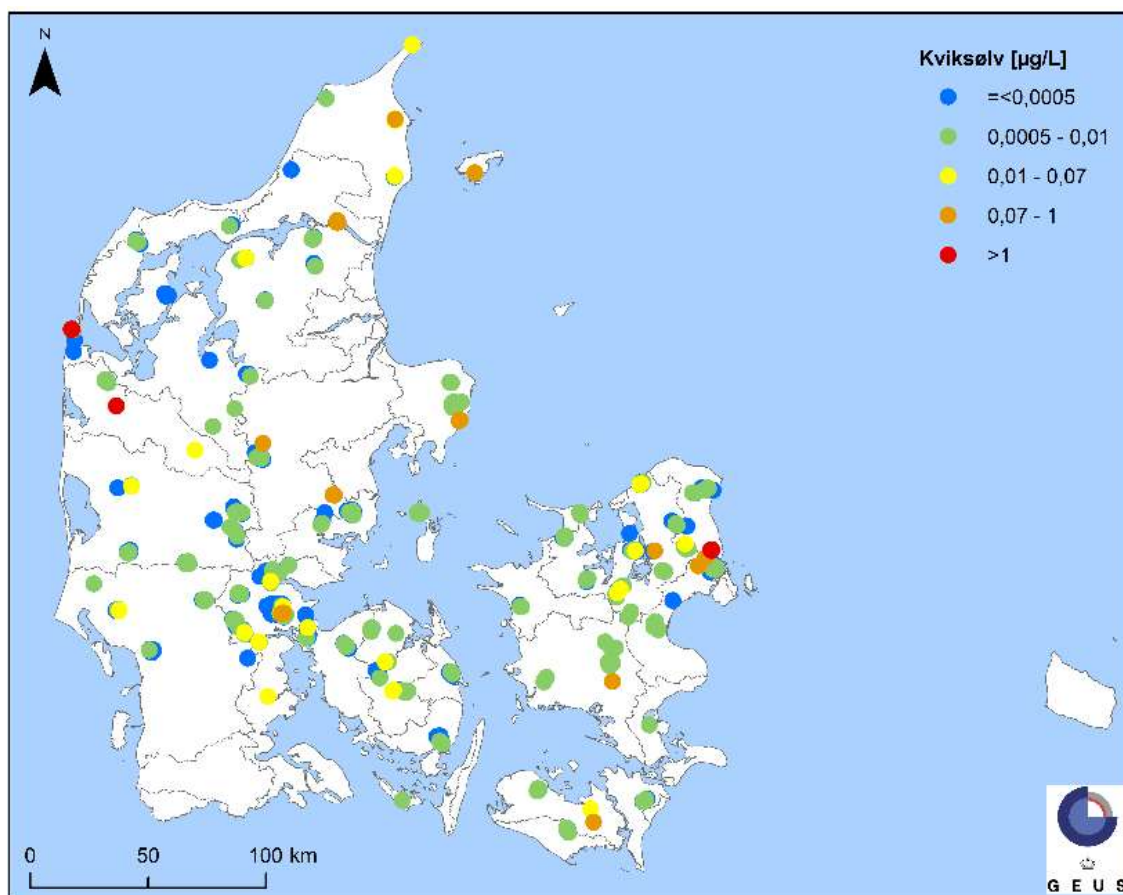 N
Kviksølv [µg/L]
=<0,0005
0,0005 - 0,01
0,01 - 0,07
0,07 - 1
>1
0 50 100 km
G E U S